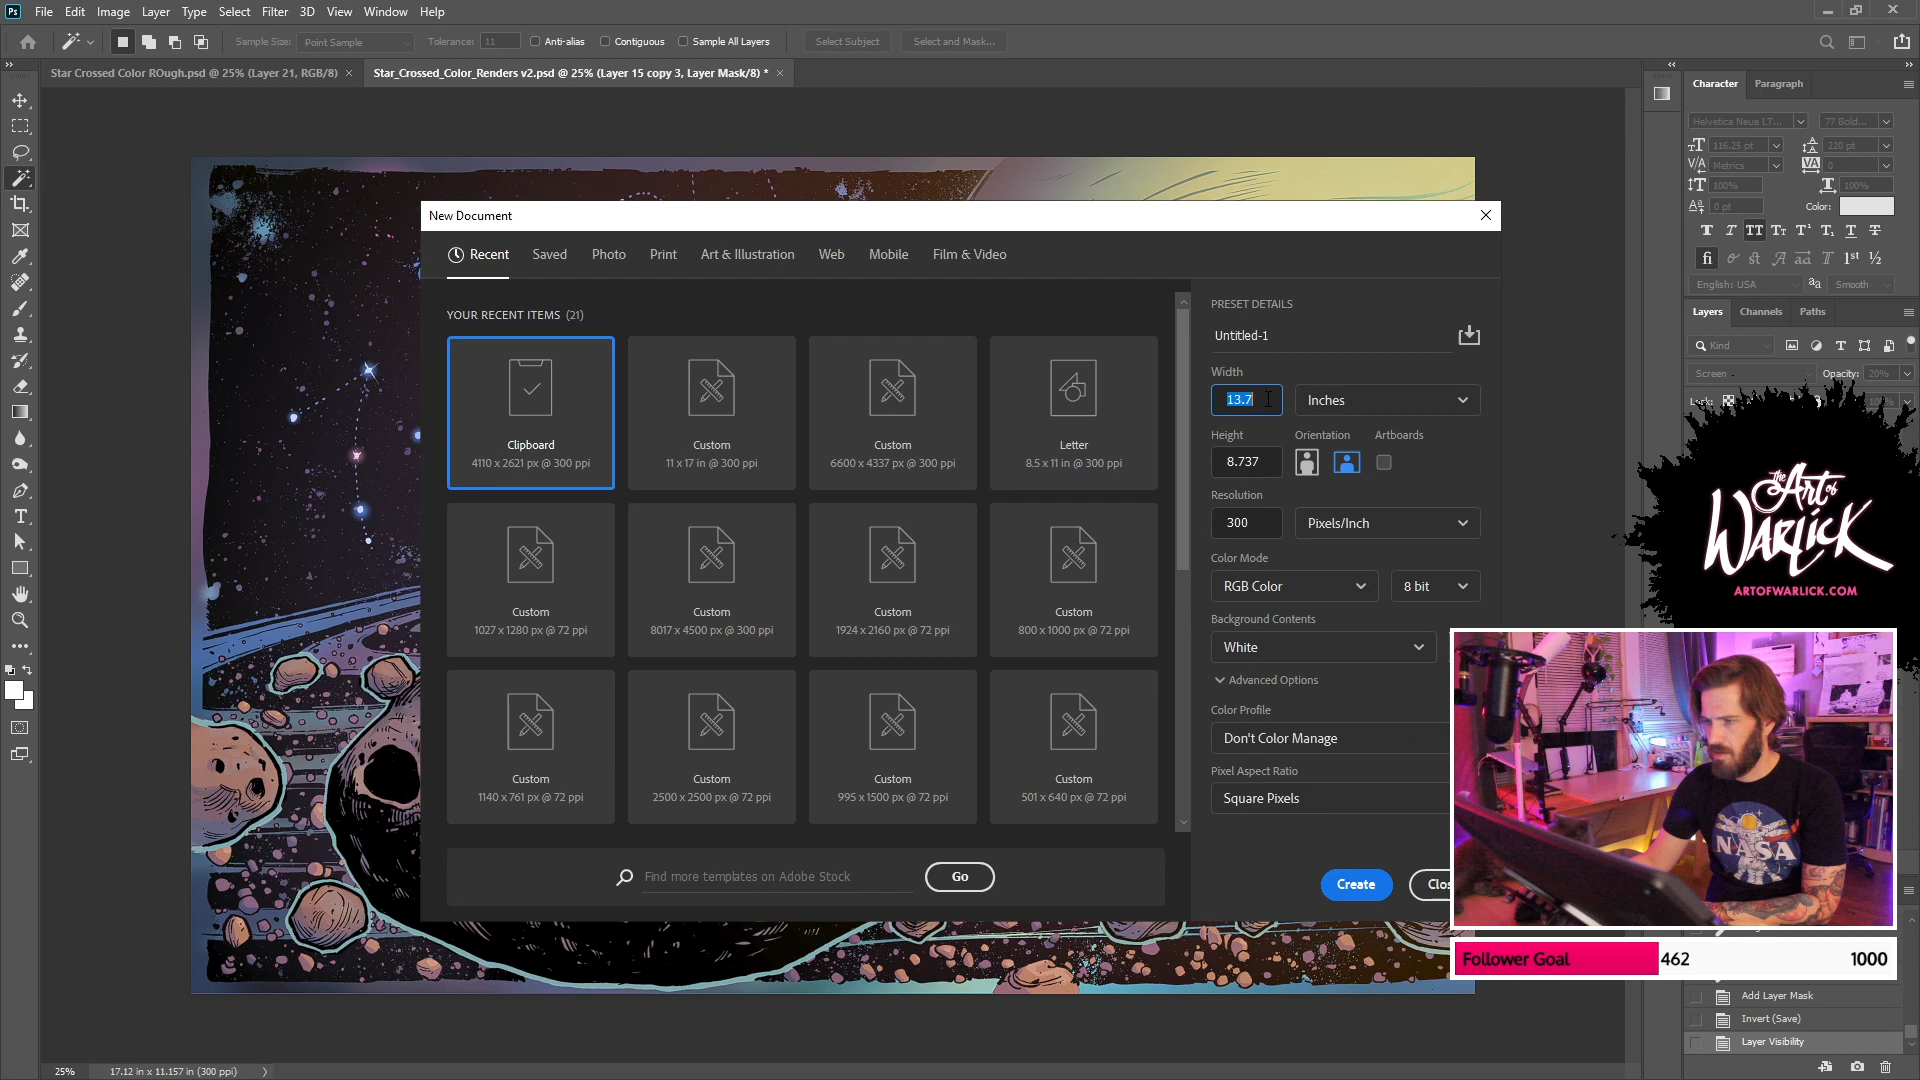 Ps File Edit Image Layer Type Select Filter 3D View Window Help
Sample Size: Point Sample Tolerance: 11 Anti-alias Contiguous Sample All Layers Select Subject Select and Mask...
Star Crossed Color ROugh.psd @ 25% (Layer 21, RGB/8) × Star_Crossed_Color_Renders v2.psd @ 25% (Layer 15 copy 3, Layer Mask/8) * ×
Character Paragraph
Helvetica Neue LT... 77 Bold...
116.25 pt 220 pt
Metrics 0
100% 100%
0 pt Color:
English: USA Smooth
Layers Channels Paths
Kind
Screen Opacity: 20%
New Document
Recent Saved Photo Print Art & Illustration Web Mobile Film & Video
YOUR RECENT ITEMS (21)
Clipboard
4110 x 2621 px @ 300 ppi
Custom
11 x 17 in @ 300 ppi
Custom
6600 x 4337 px @ 300 ppi
Letter
8.5 x 11 in @ 300 ppi
Custom
1027 x 1280 px @ 72 ppi
Custom
8017 x 4500 px @ 300 ppi
Custom
1924 x 2160 px @ 72 ppi
Custom
800 x 1000 px @ 72 ppi
Custom
1140 x 761 px @ 72 ppi
Custom
2500 x 2500 px @ 72 ppi
Custom
995 x 1500 px @ 72 ppi
Custom
501 x 640 px @ 72 ppi
Find more templates on Adobe Stock Go
PRESET DETAILS
Untitled-1
Width
13.7 Inches
Height Orientation Artboards
8.737
Resolution
300 Pixels/Inch
Color Mode
RGB Color 8 bit
Background Contents
White
Advanced Options
Color Profile
Don't Color Manage
Pixel Aspect Ratio
Square Pixels
Create Clos
the Art of
Warlick
ARTOFWARLICK.COM
NASA
Follower Goal 462 1000
Add Layer Mask
Invert (Save)
Layer Visibility
25% 17.12 in x 11.157 in (300 ppi)